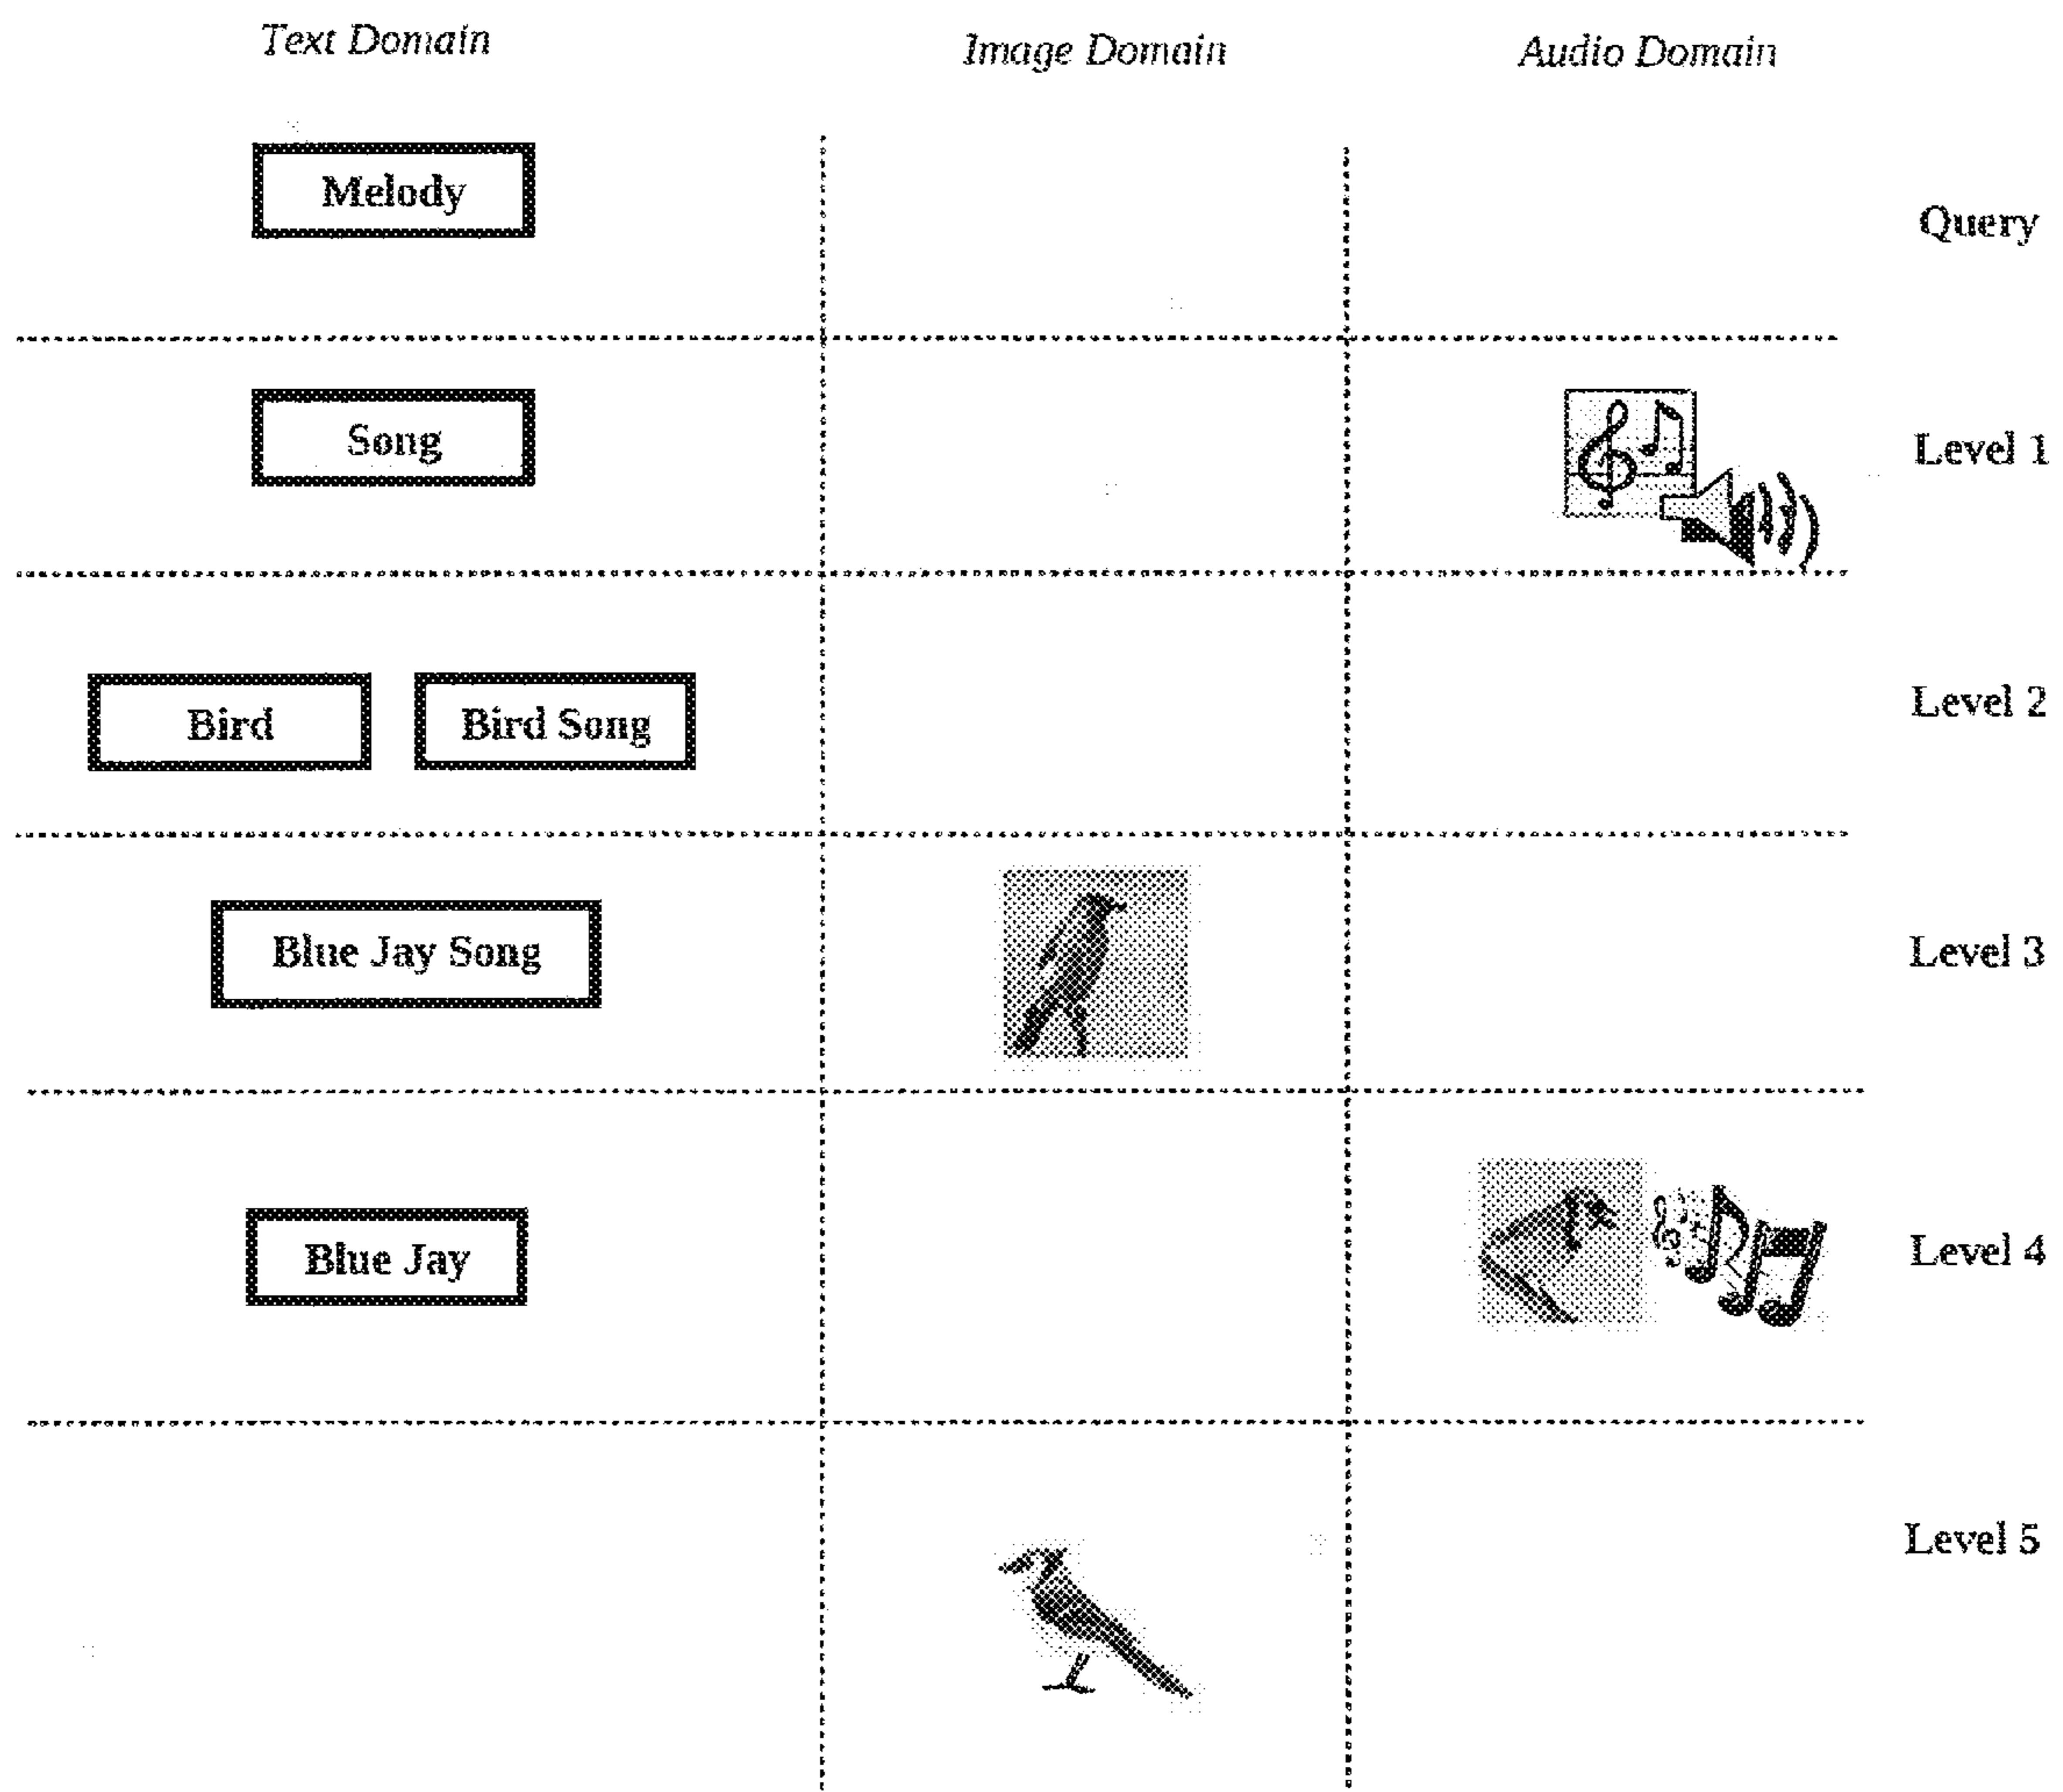 Text Domain
Image Domain
Audio Domain
Melody
Query
Song
Level 1
Bird
Bird Song
Level 2
Blue Jay Song
Level 3
Blue Jay
Level 4
Level 5